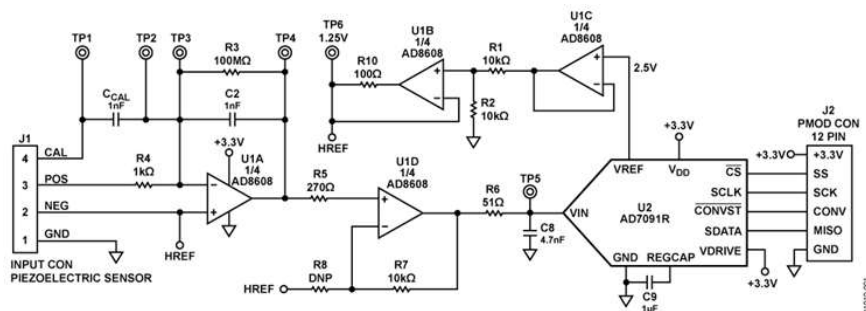 TP1
TP2
TP3
TP4
TP6
1.25V
U1B
1/4
AD8608
U1C
1/4
AD8608
R3
100MΩ
R10
100Ω
R1
10kΩ
2.5V
CCAL
1nF
C2
1nF
R2
10kΩ
HREF
J1
4 CAL
3 POS
2 NEG
1 GND
INPUT CON
PIEZOELECTRIC SENSOR
R4
1kΩ
+3.3V
U1A
1/4
AD8608
−
+
HREF
R5
270Ω
U1D
1/4
AD8608
+
−
HREF
R8
DNP
R7
10kΩ
R6
51Ω
TP5
C8
4.7nF
+3.3V
VREF
VDD
VIN
U2
AD7091R
CS
SCLK
CONVST
SDATA
VDRIVE
GND
REGCAP
C9
1µF
+3.3V
J2
PMOD CON
12 PIN
+3.3V
+3.3V
SS
SCK
CONV
MISO
GND